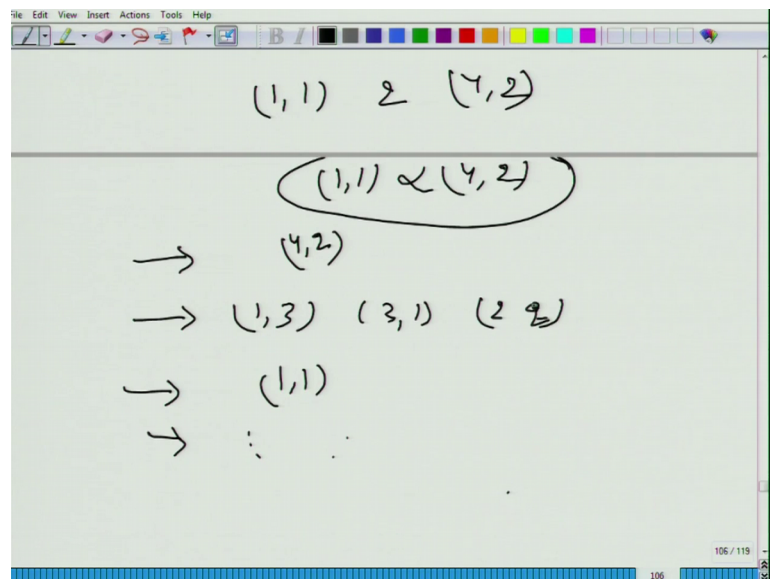 File Edit View Insert Actions Tools Help
B I
(1,1) 2 (4,2)
(1,1) α (4,2)
→ (4,2)
→ (1,3) (3,1) (2 2)
→ (1,1)
→ : .
106 / 119
106